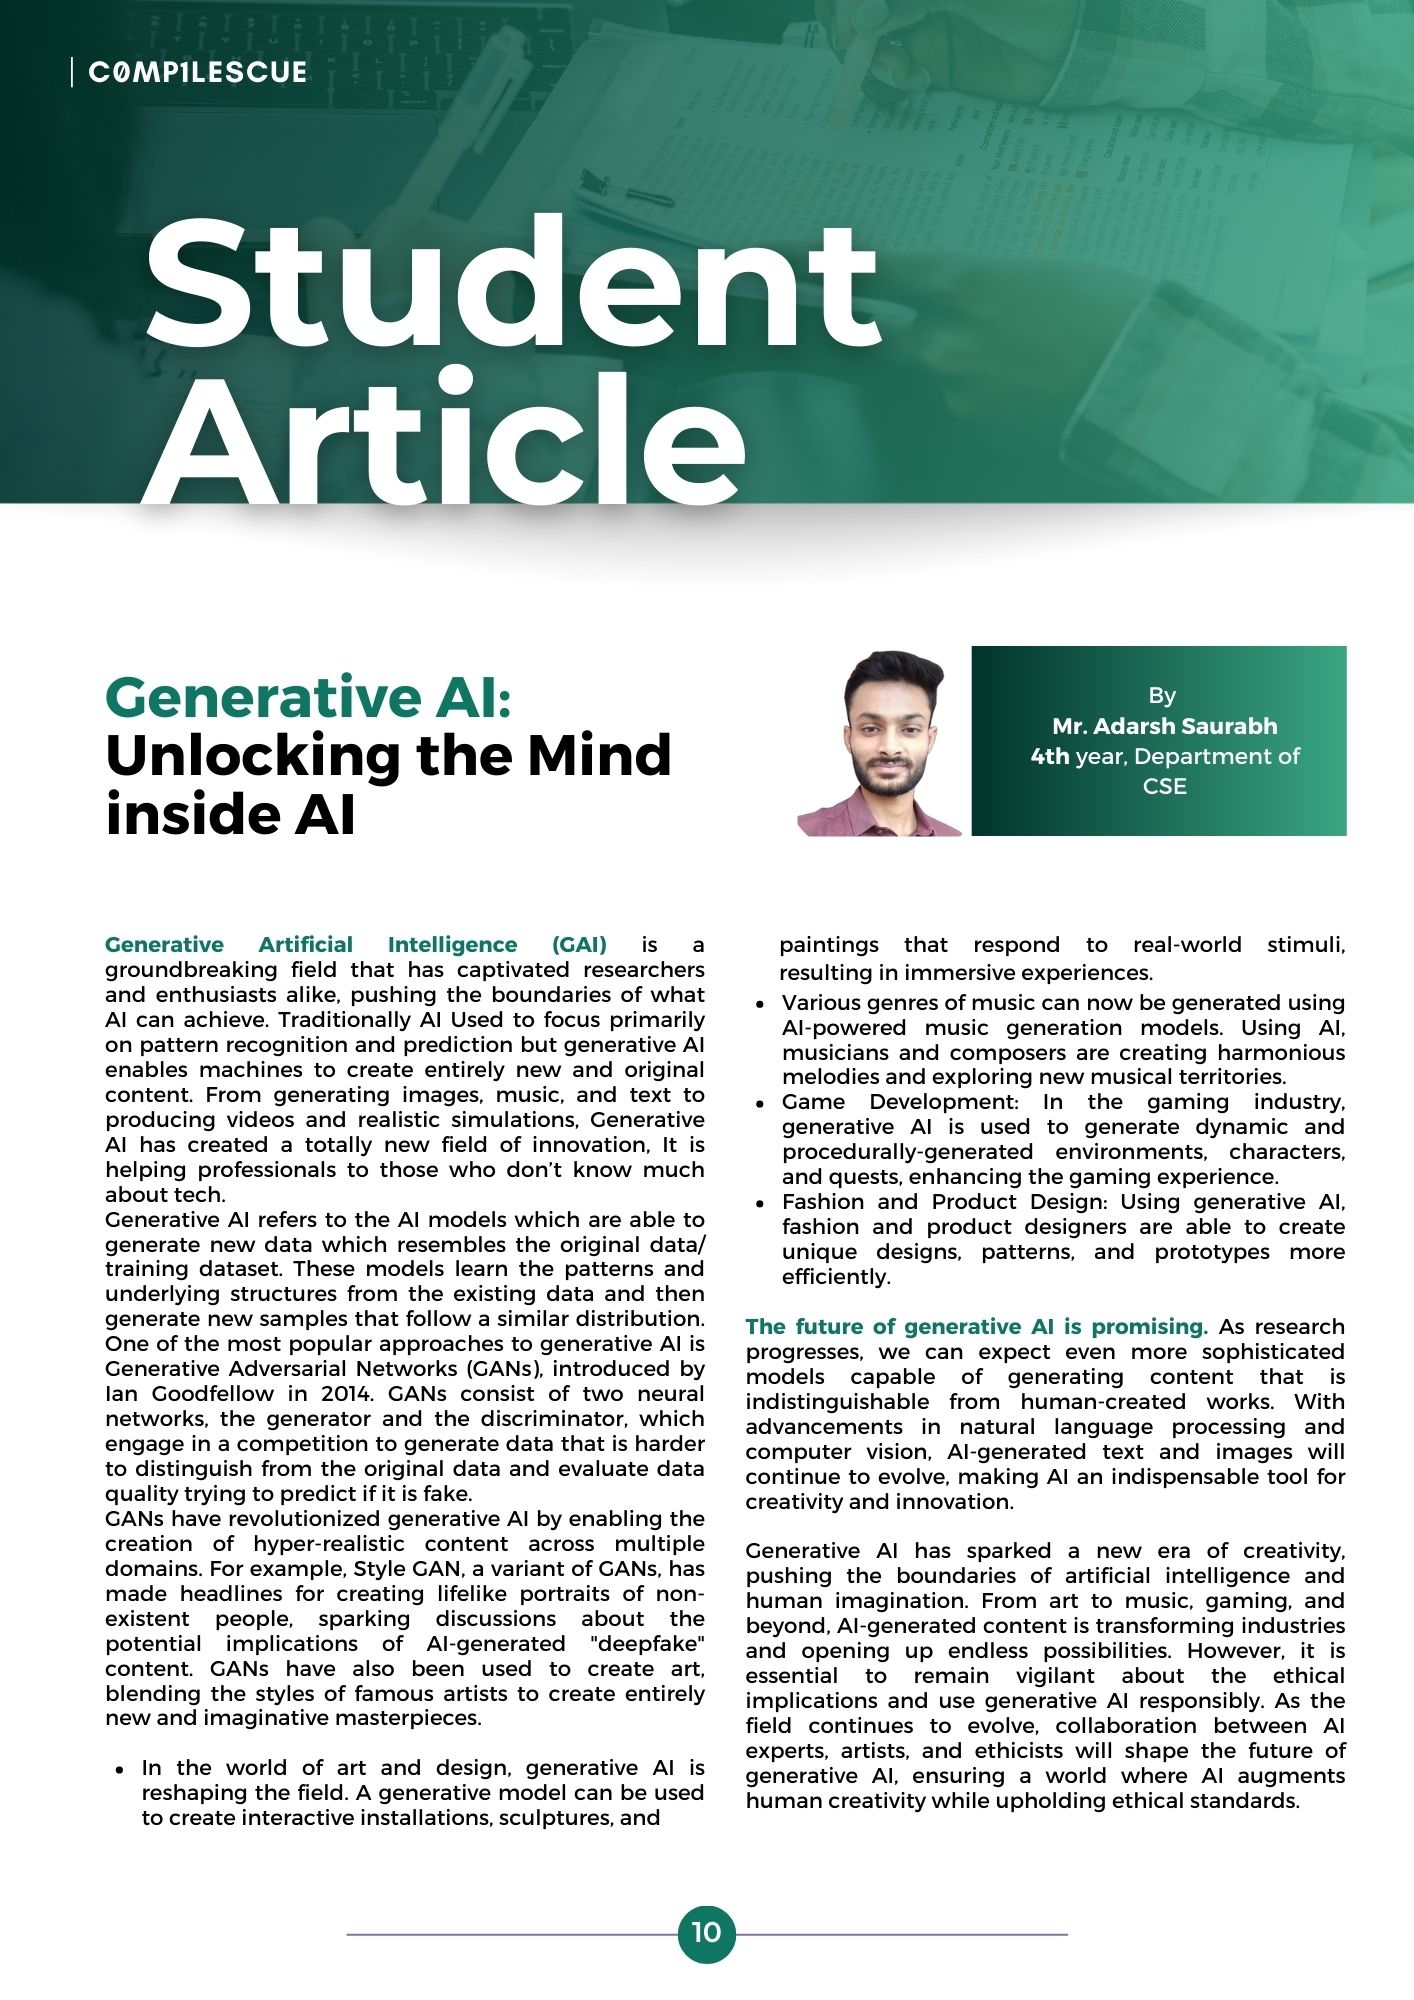 | C0MP1LESCUE
Student
Article
Generative AI:
Unlocking the Mind
inside AI
By
Mr. Adarsh Saurabh
4th year, Department of
CSE
Generative Artificial Intelligence (GAI) is a
groundbreaking field that has captivated researchers
and enthusiasts alike, pushing the boundaries of what
AI can achieve. Traditionally AI Used to focus primarily
on pattern recognition and prediction but generative AI
enables machines to create entirely new and original
content. From generating images, music, and text to
producing videos and realistic simulations, Generative
AI has created a totally new field of innovation, It is
helping professionals to those who don’t know much
about tech.
Generative AI refers to the AI models which are able to
generate new data which resembles the original data/
training dataset. These models learn the patterns and
underlying structures from the existing data and then
generate new samples that follow a similar distribution.
One of the most popular approaches to generative AI is
Generative Adversarial Networks (GANs), introduced by
Ian Goodfellow in 2014. GANs consist of two neural
networks, the generator and the discriminator, which
engage in a competition to generate data that is harder
to distinguish from the original data and evaluate data
quality trying to predict if it is fake.
GANs have revolutionized generative AI by enabling the
creation of hyper-realistic content across multiple
domains. For example, Style GAN, a variant of GANs, has
made headlines for creating lifelike portraits of non-
existent people, sparking discussions about the
potential implications of AI-generated "deepfake"
content. GANs have also been used to create art,
blending the styles of famous artists to create entirely
new and imaginative masterpieces.
• In the world of art and design, generative AI is
reshaping the field. A generative model can be used
to create interactive installations, sculptures, and
paintings that respond to real-world stimuli,
resulting in immersive experiences.
• Various genres of music can now be generated using
AI-powered music generation models. Using AI,
musicians and composers are creating harmonious
melodies and exploring new musical territories.
• Game Development: In the gaming industry,
generative AI is used to generate dynamic and
procedurally-generated environments, characters,
and quests, enhancing the gaming experience.
• Fashion and Product Design: Using generative AI,
fashion and product designers are able to create
unique designs, patterns, and prototypes more
efficiently.
The future of generative AI is promising. As research
progresses, we can expect even more sophisticated
models capable of generating content that is
indistinguishable from human-created works. With
advancements in natural language processing and
computer vision, AI-generated text and images will
continue to evolve, making AI an indispensable tool for
creativity and innovation.
Generative AI has sparked a new era of creativity,
pushing the boundaries of artificial intelligence and
human imagination. From art to music, gaming, and
beyond, AI-generated content is transforming industries
and opening up endless possibilities. However, it is
essential to remain vigilant about the ethical
implications and use generative AI responsibly. As the
field continues to evolve, collaboration between AI
experts, artists, and ethicists will shape the future of
generative AI, ensuring a world where AI augments
human creativity while upholding ethical standards.
10